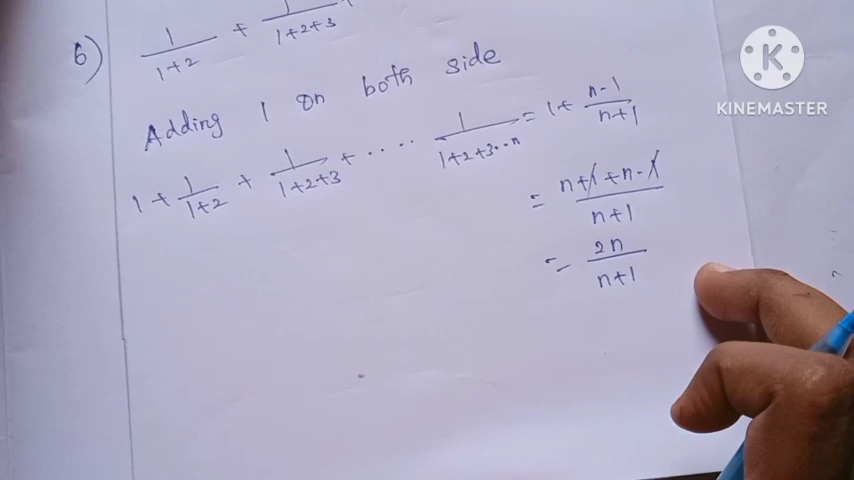 6) 1/(1+2) + 1/(1+2+3) +
Adding 1 on both side
1 + 1/(1+2) + 1/(1+2+3) + .... 1/(1+2+3..n) = 1+ (n-1)/(n+1)
= (n+1+n-1)/(n+1)
= 2n/(n+1)
K
KINEMASTER